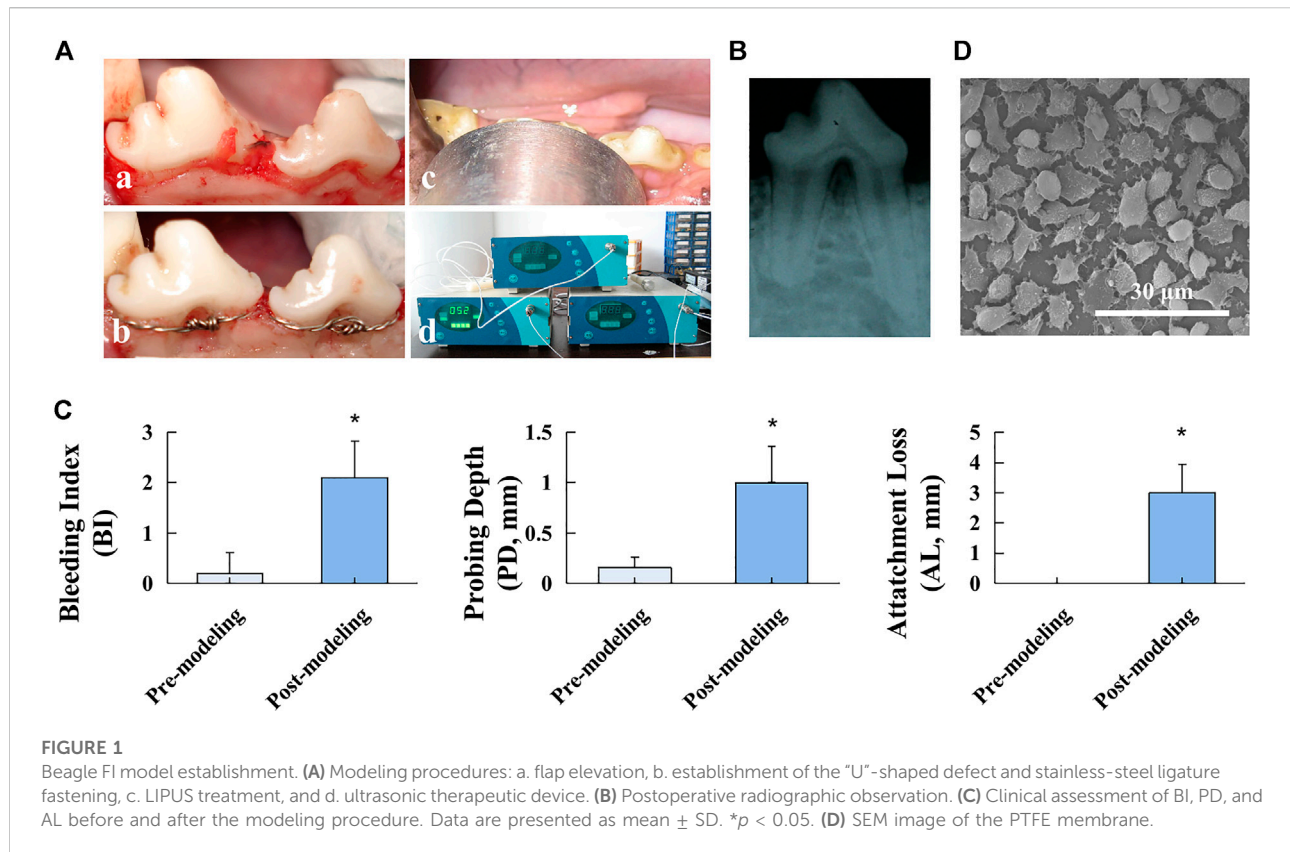 A
B
D
a
c
b
d
052
30 µm
C
Bleeding Index
(BI)
3
2
1
0
*
Pre-modeling
Post-modeling
Probing Depth
(PD, mm)
1.5
1
0.5
0
*
Pre-modeling
Post-modeling
Attatchment Loss
(AL, mm)
5
4
3
2
1
0
*
Pre-modeling
Post-modeling
FIGURE 1
Beagle FI model establishment. (A) Modeling procedures: a. flap elevation, b. establishment of the “U”-shaped defect and stainless-steel ligature
fastening, c. LIPUS treatment, and d. ultrasonic therapeutic device. (B) Postoperative radiographic observation. (C) Clinical assessment of BI, PD, and
AL before and after the modeling procedure. Data are presented as mean ± SD. *p < 0.05. (D) SEM image of the PTFE membrane.